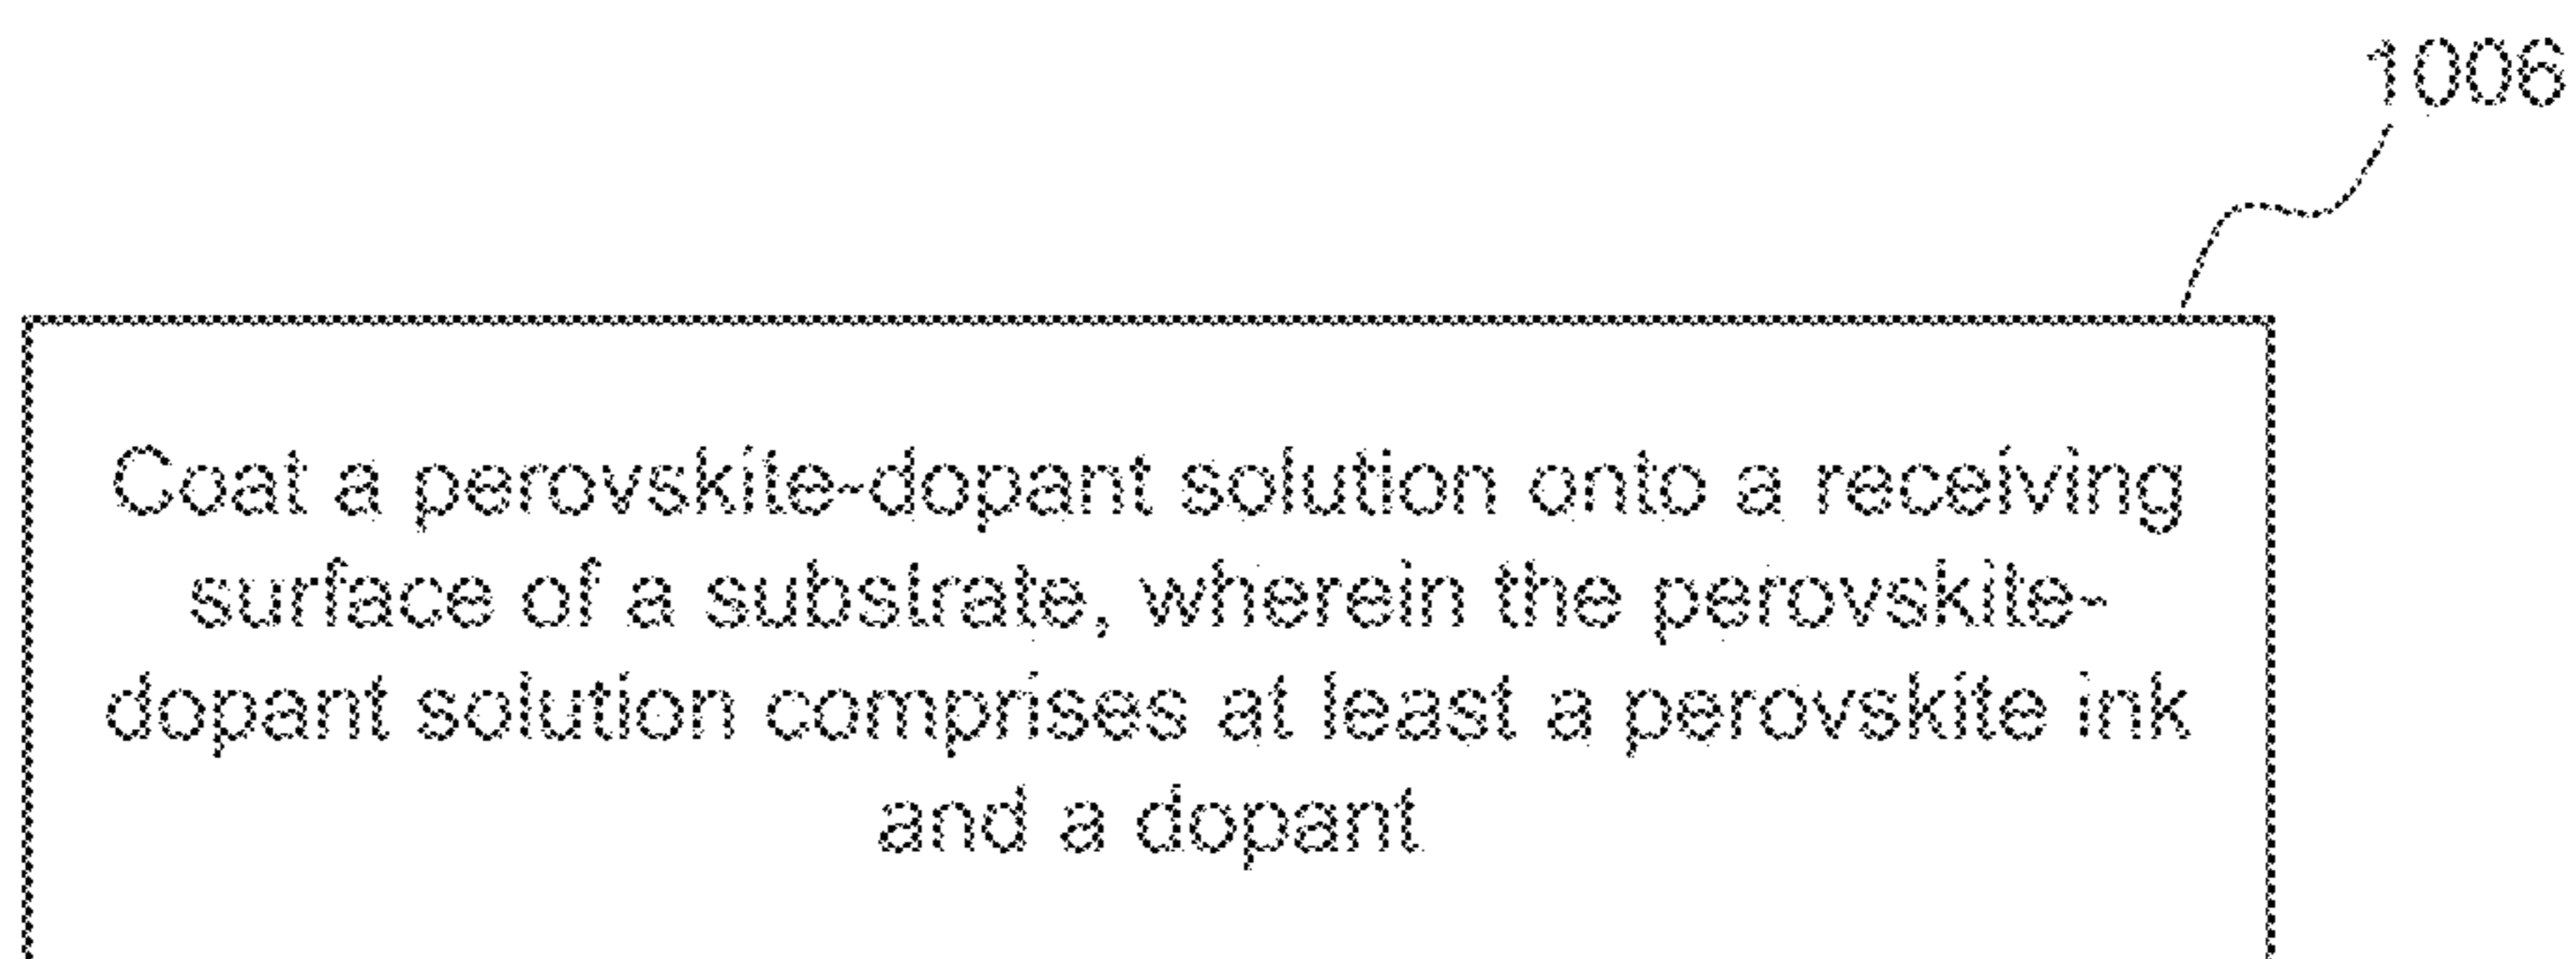 1006
Coat a perovskite-dopant solution onto a receiving
surface of a substrate, wherein the perovskite-
dopant solution comprises at least a perovskite ink
and a dopant